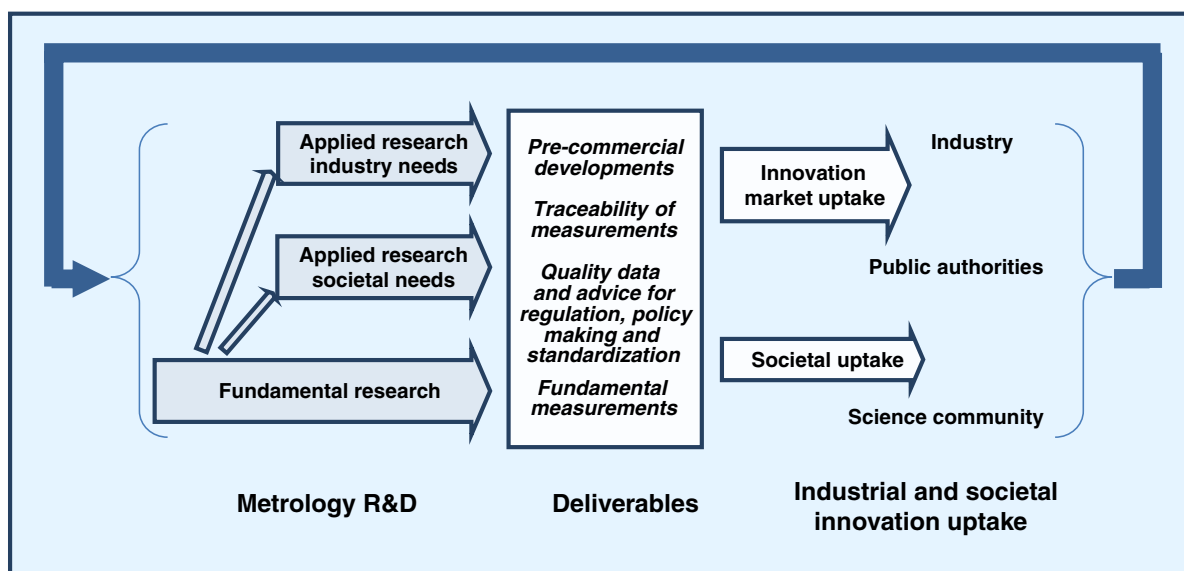 Applied research
industry needs
Applied research
societal needs
Fundamental research
Pre-commercial
developments
Traceability of
measurements
Quality data
and advice for
regulation, policy
making and
standardization
Fundamental
measurements
Innovation
market uptake
Societal uptake
Industry
Public authorities
Science community
Metrology R&D
Deliverables
Industrial and societal
innovation uptake